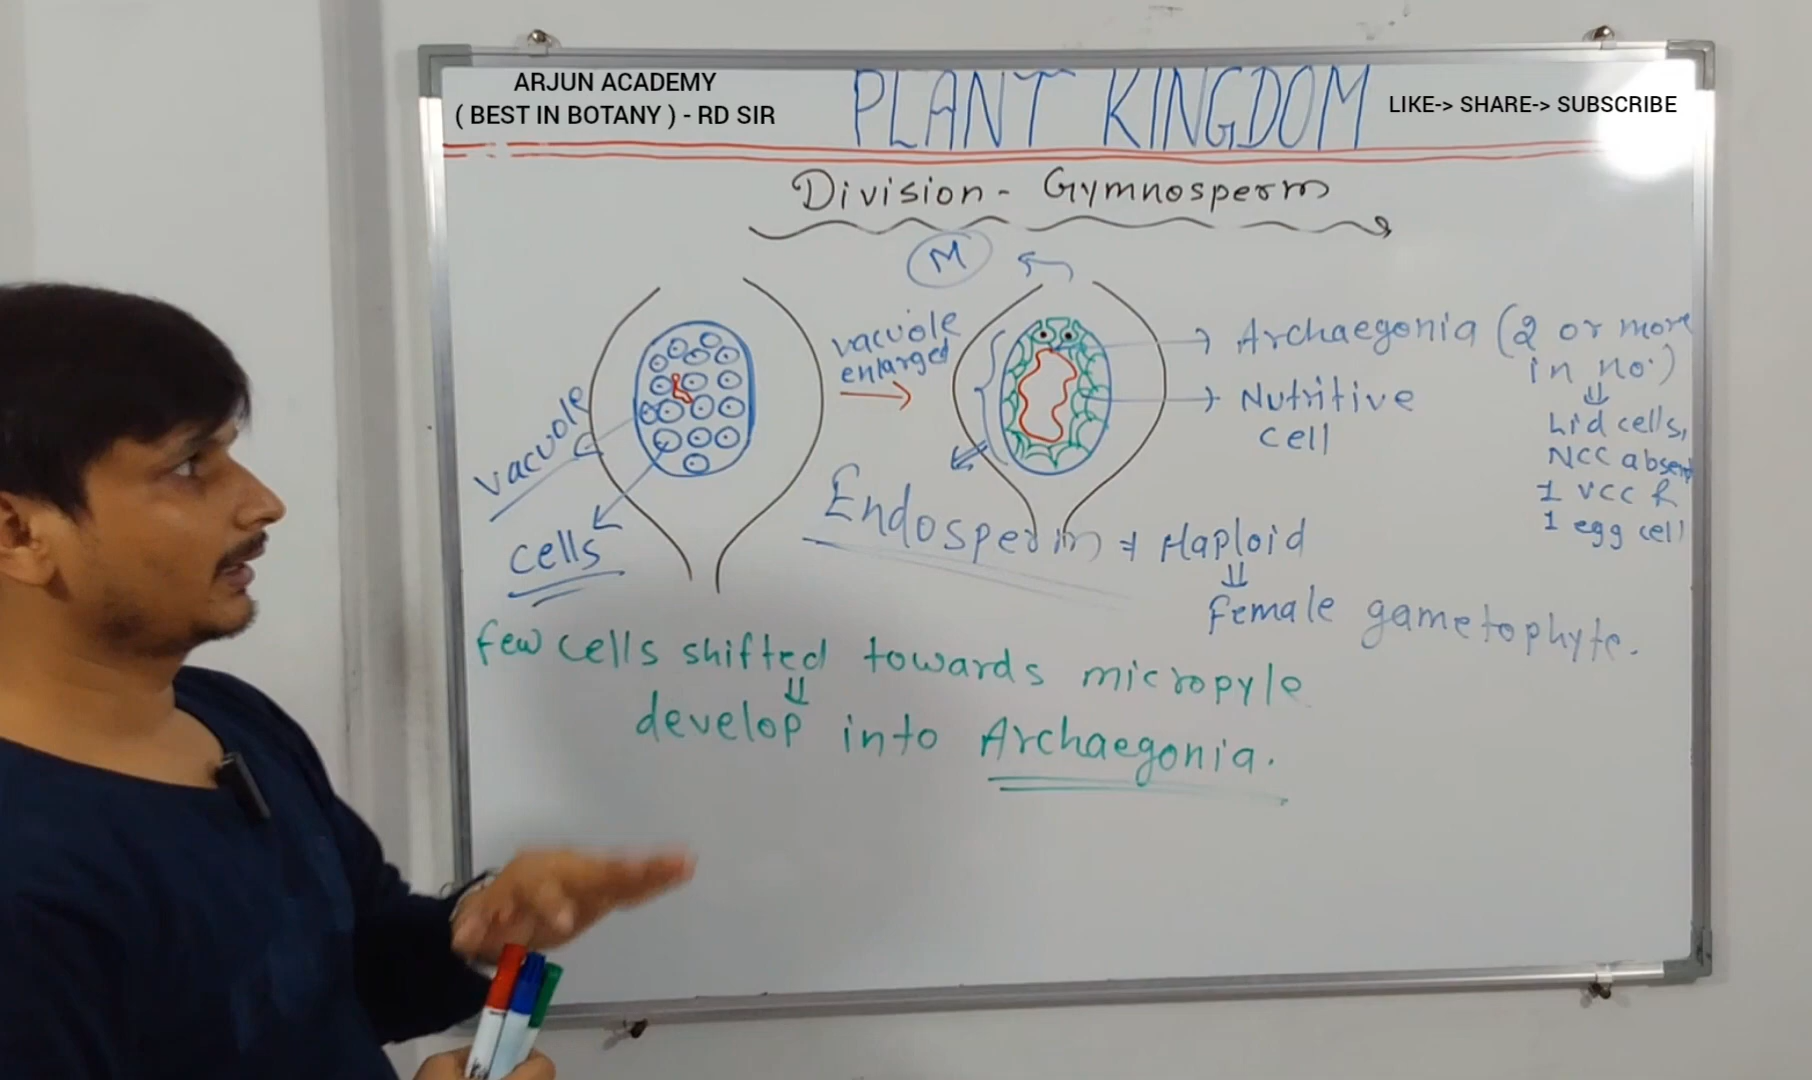 ARJUN ACADEMY
( BEST IN BOTANY ) - RD SIR
PLANT KINGDOM
LIKE-> SHARE-> SUBSCRIBE
Division - Gymnosperm
M
vacuole
enlarged
Archaegonia (2 or more
in no.)
Nutritive
cell
Lid cells,
NCC absent
1 VCC &
1 egg cell
vacuole
cells
Endosperm → Haploid
female gametophyte.
few cells shifted towards micropyle
develop into Archaegonia.